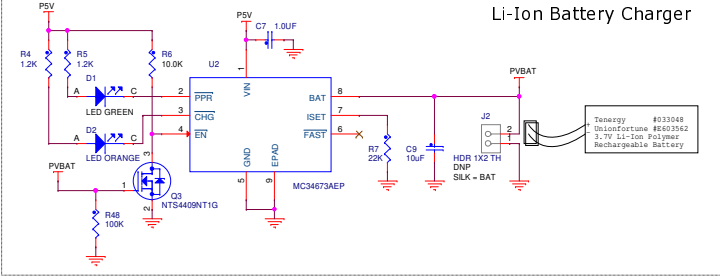 Li-Ion Battery Charger
P5V
P5V
C7 1.0UF
R4
1.2K
R5
1.2K
R6
10.0K
U2
1
VIN
D1
A C
LED GREEN
2 PPR
3 CHG
4 EN
BAT 8
ISET 7
FAST 6
D2
A C
LED ORANGE
PVBAT
PVBAT
J2
2
1
HDR 1X2 TH
DNP
SILK = BAT
+
-
Tenergy #033048
Unionfortune #E603562
3.7V Li-Ion Polymer
Rechargeable Battery
R7
22K
C9
10uF
GND
5
EPAD
9
MC34673AEP
3
1
2
Q3
NTS4409NT1G
R48
100K